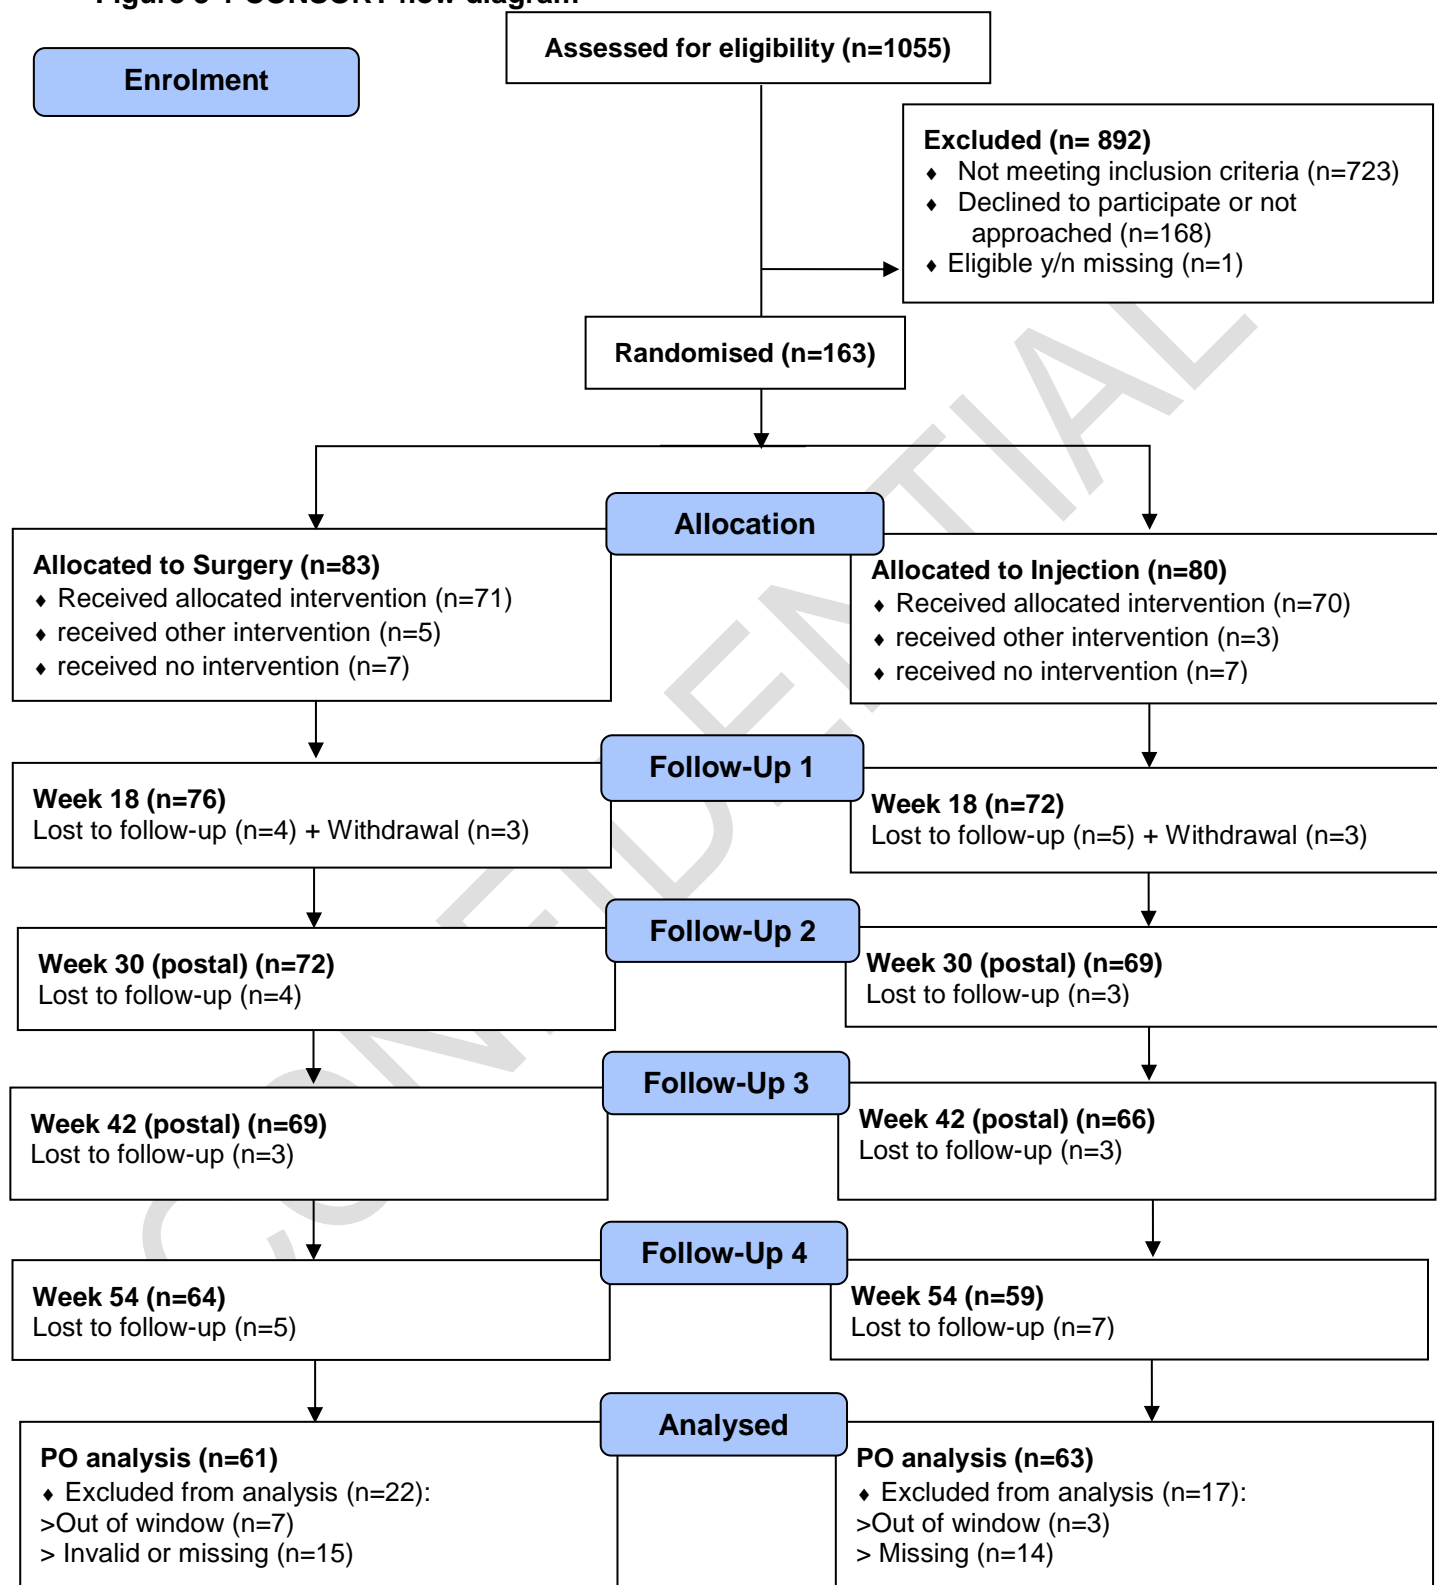 Figure 3-1 CONSORT flow diagram
Assessed for eligibility (n=1055)
Enrolment
Excluded (n= 892)
♦ Not meeting inclusion criteria (n=723)
♦ Declined to participate or not
approached (n=168)
♦ Eligible y/n missing (n=1)
Randomised (n=163)
Allocation
Allocated to Surgery (n=83)
♦ Received allocated intervention (n=71)
♦ received other intervention (n=5)
♦ received no intervention (n=7)
Allocated to Injection (n=80)
♦ Received allocated intervention (n=70)
♦ received other intervention (n=3)
♦ received no intervention (n=7)
Follow-Up 1
Week 18 (n=76)
Lost to follow-up (n=4) + Withdrawal (n=3)
Week 18 (n=72)
Lost to follow-up (n=5) + Withdrawal (n=3)
Follow-Up 2
Week 30 (postal) (n=72)
Lost to follow-up (n=4)
Week 30 (postal) (n=69)
Lost to follow-up (n=3)
Follow-Up 3
Week 42 (postal) (n=69)
Lost to follow-up (n=3)
Week 42 (postal) (n=66)
Lost to follow-up (n=3)
Follow-Up 4
Week 54 (n=64)
Lost to follow-up (n=5)
Week 54 (n=59)
Lost to follow-up (n=7)
Analysed
PO analysis (n=61)
♦ Excluded from analysis (n=22):
>Out of window (n=7)
> Invalid or missing (n=15)
PO analysis (n=63)
♦ Excluded from analysis (n=17):
>Out of window (n=3)
> Missing (n=14)
CONFIDENTIAL